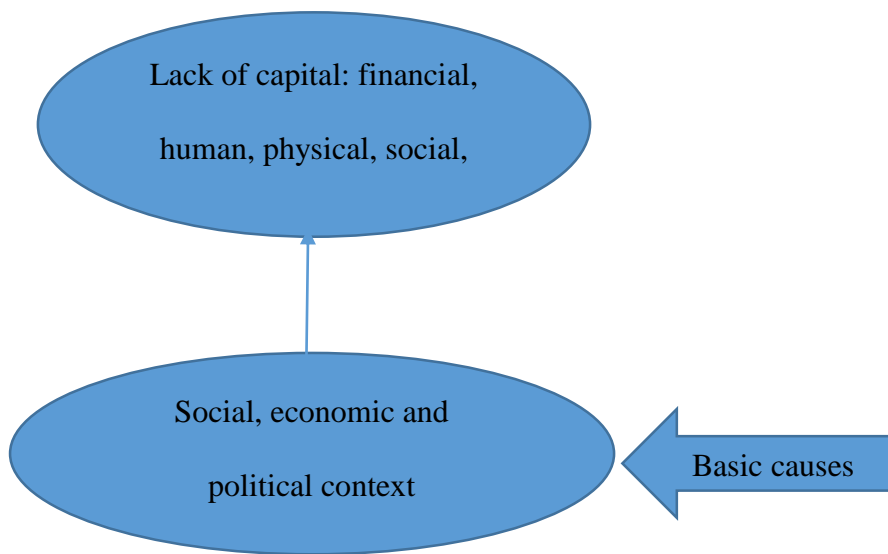 Lack of capital: financial,
human, physical, social,
Social, economic and
political context
Basic causes